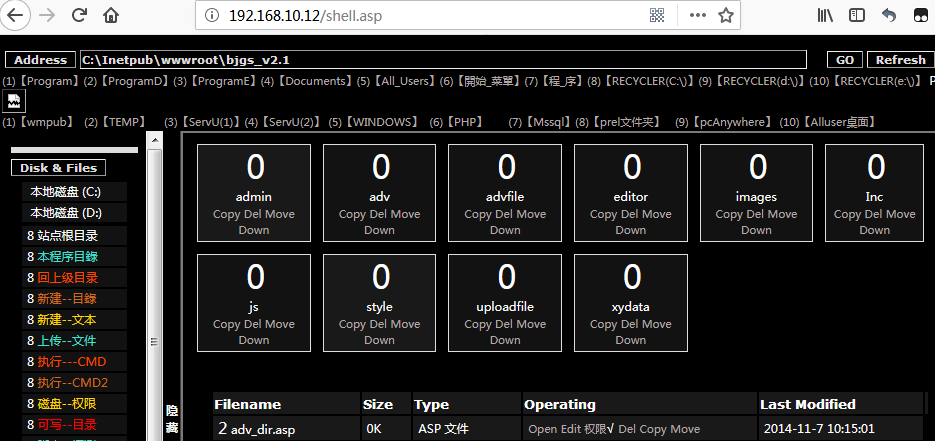 192.168.10.12/shell.asp
Address C:\Inetpub\wwwroot\bjgs_v2.1 GO Refresh
(1)【Program】 (2)【ProgramD】 (3)【ProgramE】 (4)【Documents】 (5)【All_Users】 (6)【開始_菜單】 (7)【程_序】 (8)【RECYCLER(C:\)】 (9)【RECYCLER(d:\)】 (10)【RECYCLER(e:\)】
(1)【wmpub】 (2)【TEMP】 (3)【ServU(1)】 (4)【ServU(2)】 (5)【WINDOWS】 (6)【PHP】 (7)【Mssql】 (8)【prel文件夹】 (9)【pcAnywhere】 (10)【Alluser桌面】
Disk & Files
本地磁盘 (C:)
本地磁盘 (D:)
8 站点根目录
8 本程序目錄
8 回上级目录
8 新建--目録
8 新建--文本
8 上传--文件
8 执行---CMD
8 执行--CMD2
8 磁盘--权限
8 可写--目录
隐
藏
0 0 0 0 0 0
admin adv advfile editor images Inc
Copy Del Move Copy Del Move Copy Del Move Copy Del Move Copy Del Move Copy Del Move
Down Down Down Down Down Down
0 0 0 0
js style uploadfile xydata
Copy Del Move Copy Del Move Copy Del Move Copy Del Move
Down Down Down Down
Filename Size Type Operating Last Modified
2 adv_dir.asp 0K ASP 文件 Open Edit 权限√ Del Copy Move 2014-11-7 10:15:01